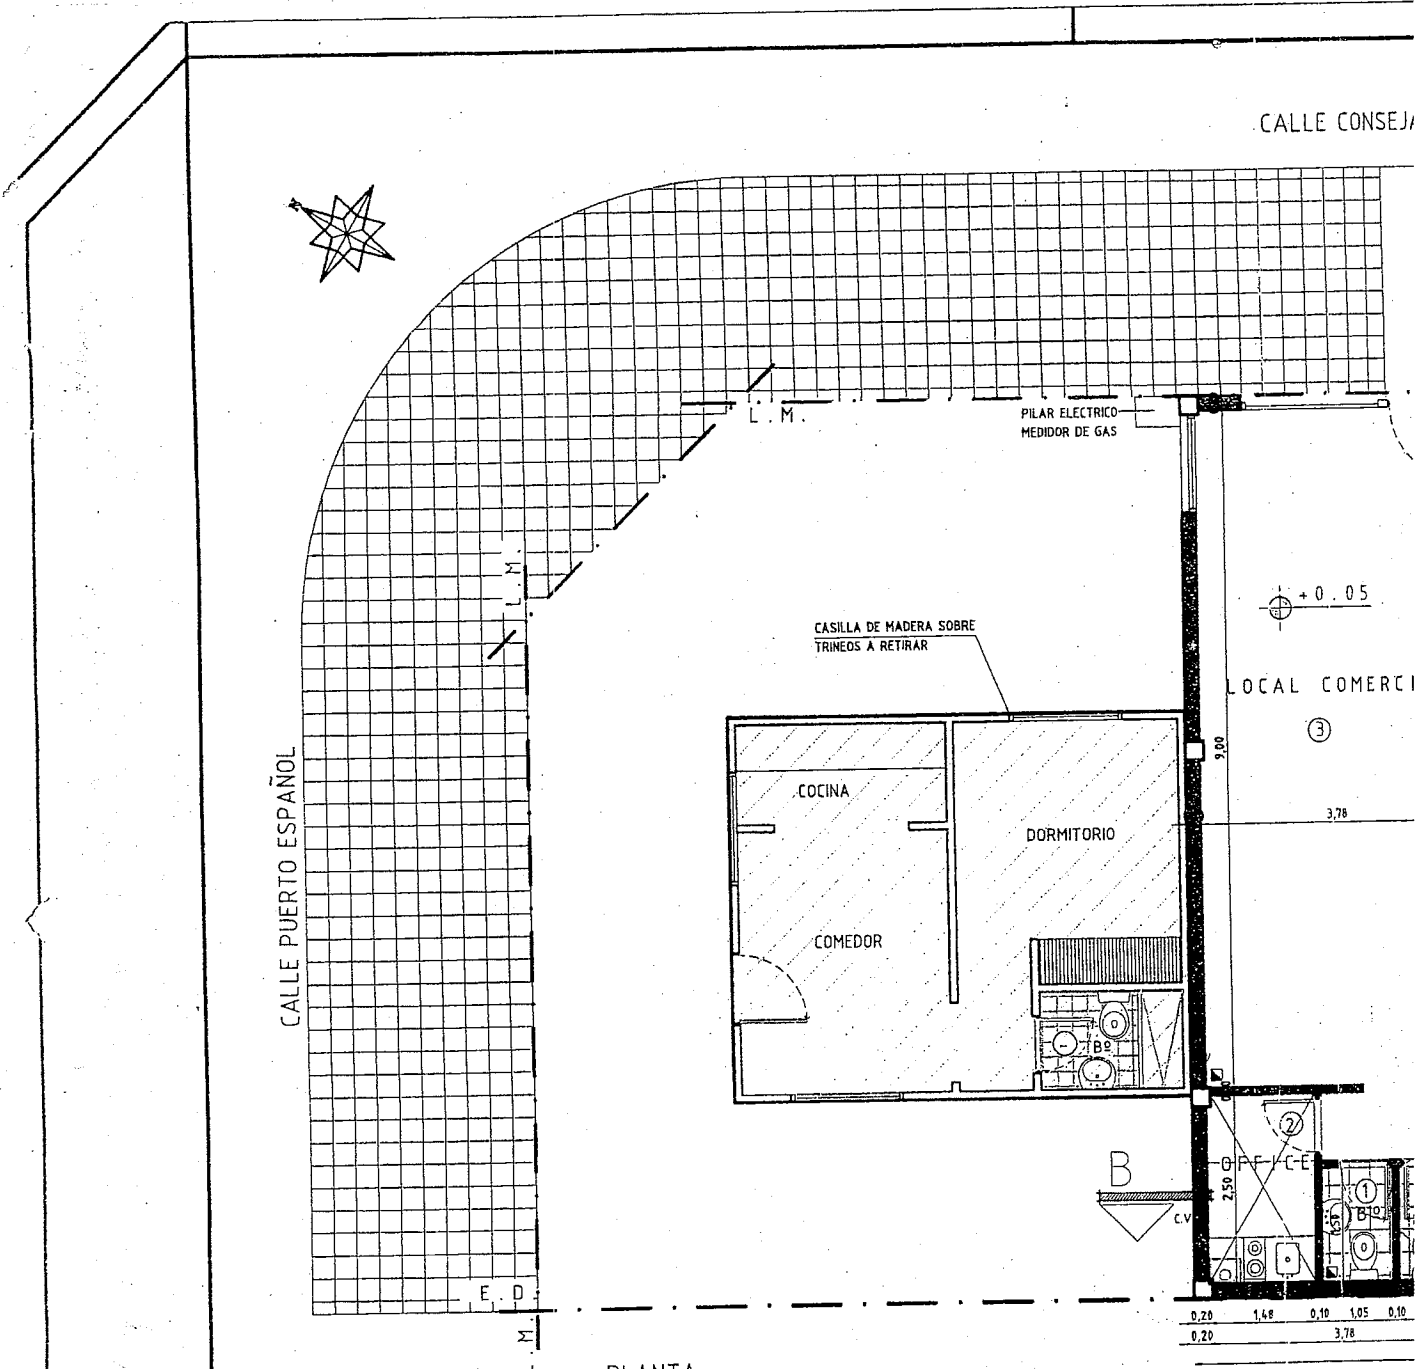 CALLE CONSEJA
N
L.M.
PILAR ELECTRICO
MEDIDOR DE GAS
L.M.
+0.05
CASILLA DE MADERA SOBRE
TRINEOS A RETIRAR
LOCAL COMERCI
3
9,00
CALLE PUERTO ESPAÑOL
COCINA
3,78
DORMITORIO
COMEDOR
Bº
2
B
OFFICE
2,50
1
Bº
C.V
E.D.
0,20 1,48 0,10 1,05 0,10
0,20 3,78
M.
PLANTA